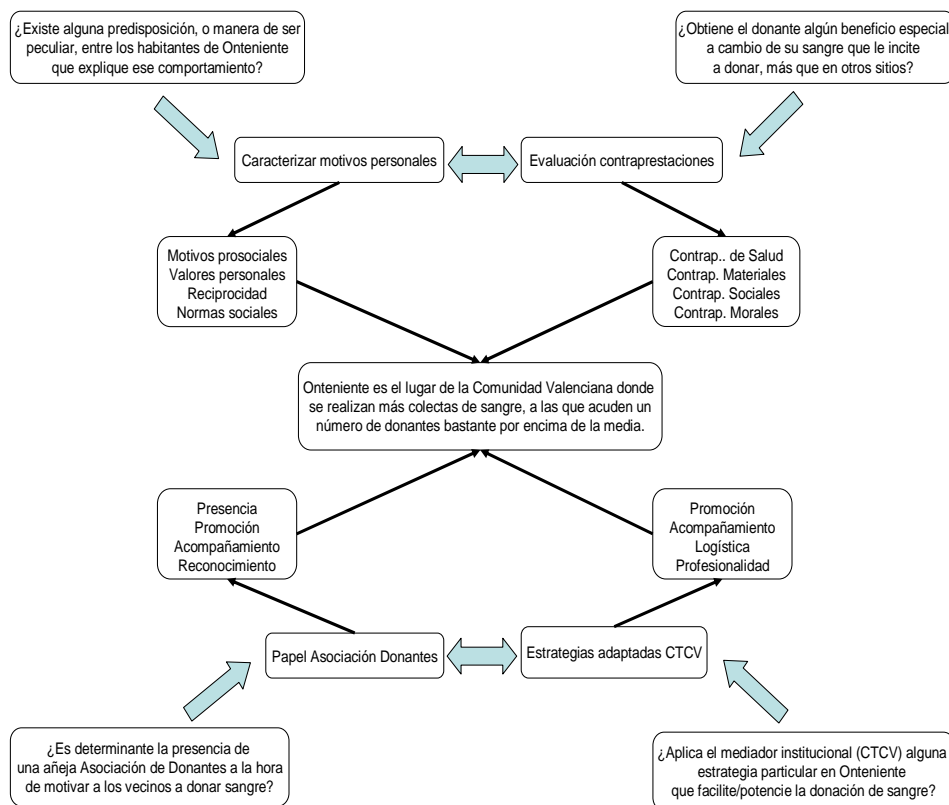 ¿Existe alguna predisposición, o manera de ser
peculiar, entre los habitantes de Onteniente
que explique ese comportamiento?
¿Obtiene el donante algún beneficio especial
a cambio de su sangre que le incite
a donar, más que en otros sitios?
Caracterizar motivos personales
Evaluación contraprestaciones
Motivos prosociales
Valores personales
Reciprocidad
Normas sociales
Contrap.. de Salud
Contrap. Materiales
Contrap. Sociales
Contrap. Morales
Onteniente es el lugar de la Comunidad Valenciana donde
se realizan más colectas de sangre, a las que acuden un
número de donantes bastante por encima de la media.
Presencia
Promoción
Acompañamiento
Reconocimiento
Promoción
Acompañamiento
Logística
Profesionalidad
Papel Asociación Donantes
Estrategias adaptadas CTCV
¿Es determinante la presencia de
una añeja Asociación de Donantes a la hora
de motivar a los vecinos a donar sangre?
¿Aplica el mediador institucional (CTCV) alguna
estrategia particular en Onteniente
que facilite/potencie la donación de sangre?